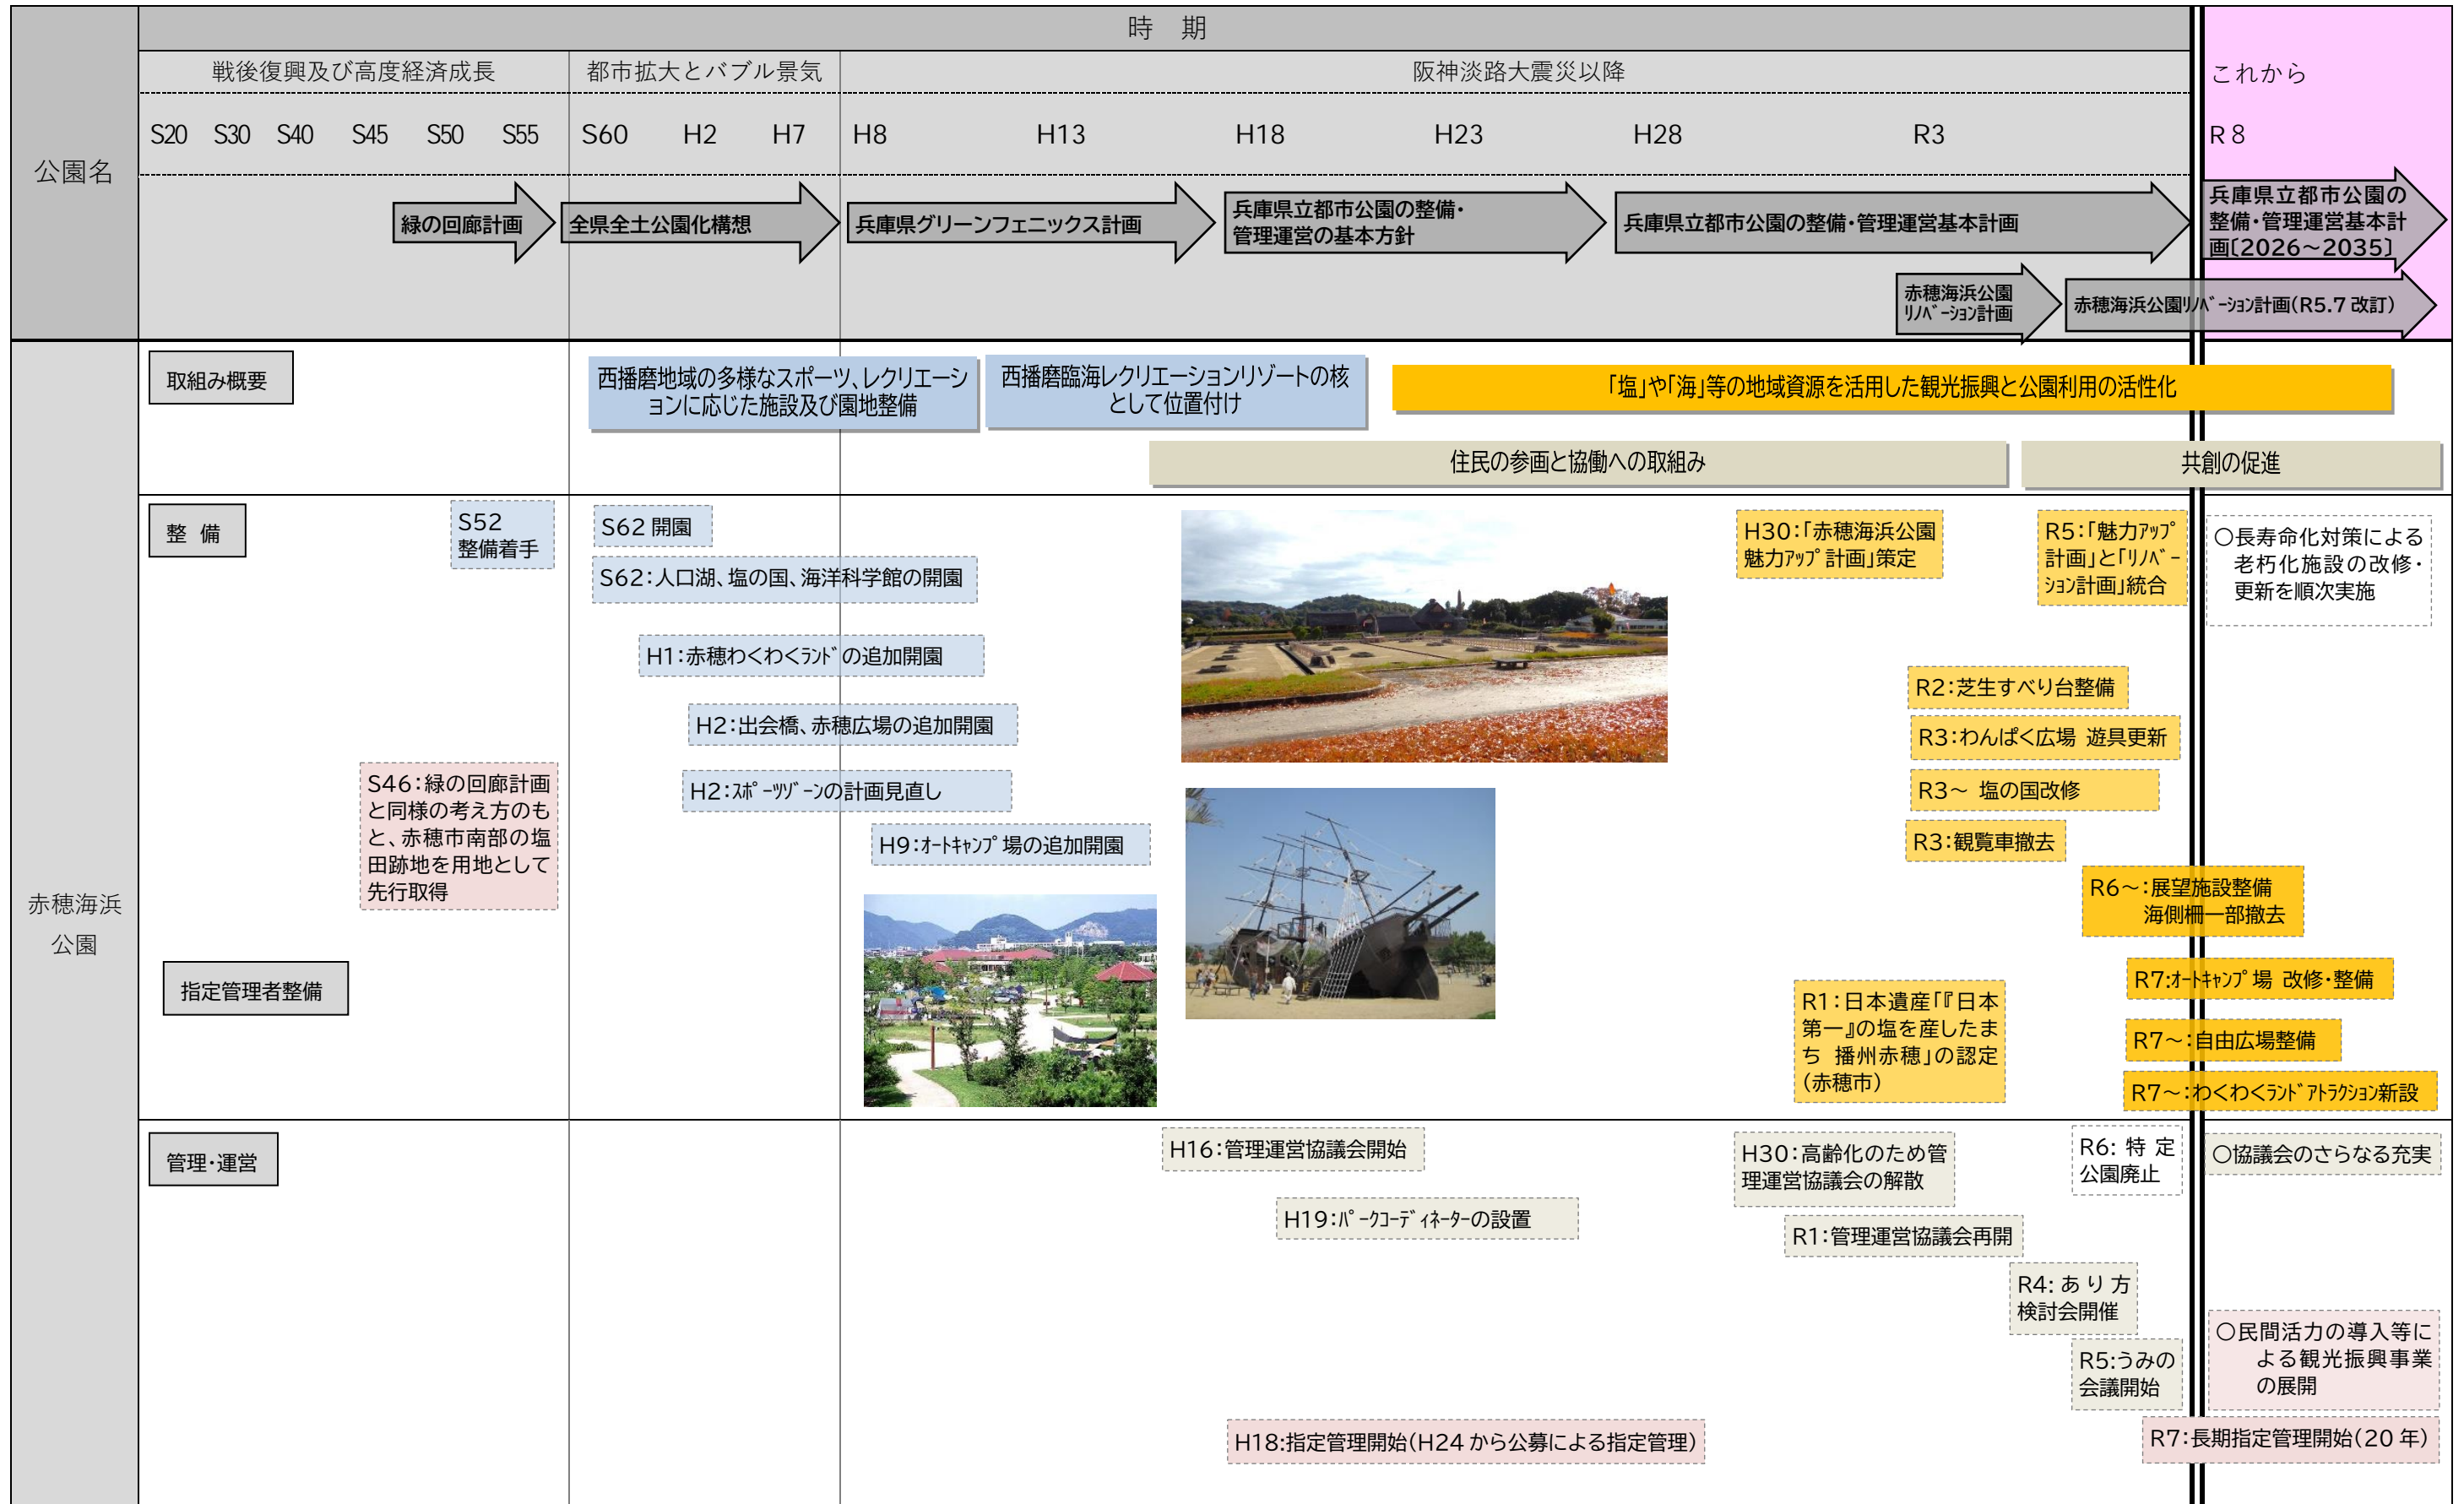 時　期
戦後復興及び高度経済成長
都市拡大とバブル景気
阪神淡路大震災以降
これから
公園名
S20 S30 S40 S45 S50 S55 S60 H2 H7 H8 H13 H18 H23 H28 R3 R8
緑の回廊計画
全県全土公園化構想
兵庫県グリーンフェニックス計画
兵庫県立都市公園の整備・
管理運営の基本方針
兵庫県立都市公園の整備・管理運営基本計画
兵庫県立都市公園の
整備・管理運営基本計
画〔2026～2035〕
赤穂海浜公園
ﾘﾉﾍﾞｰｼｮﾝ計画
赤穂海浜公園ﾘﾉﾍﾞｰｼｮﾝ計画(R5.7 改訂)
赤穂海浜
公園
取組み概要
西播磨地域の多様なスポーツ、レクリエーシ
ョンに応じた施設及び園地整備
西播磨臨海レクリエーションリゾートの核
として位置付け
「塩」や「海」等の地域資源を活用した観光振興と公園利用の活性化
住民の参画と協働への取組み
共創の促進
整 備
S52
整備着手
S62 開園
S62：人口湖、塩の国、海洋科学館の開園
H1：赤穂わくわくﾗﾝﾄﾞの追加開園
H2：出会橋、赤穂広場の追加開園
S46：緑の回廊計画
と同様の考え方のも
と、赤穂市南部の塩
田跡地を用地として
先行取得
H2：ｽﾎﾟｰﾂｿﾞｰﾝの計画見直し
H9：ｵｰﾄｷｬﾝﾌﾟ場の追加開園
H30：「赤穂海浜公園
魅力ｱｯﾌﾟ計画」策定
R5：「魅力ｱｯﾌﾟ
計画」と「ﾘﾉﾍﾞｰ
ｼｮﾝ計画」統合
○長寿命化対策による
老朽化施設の改修・
更新を順次実施
R2：芝生すべり台整備
R3：わんぱく広場 遊具更新
R3～ 塩の国改修
R3：観覧車撤去
R6～：展望施設整備
海側柵一部撤去
指定管理者整備
R1：日本遺産「『日本
第一』の塩を産したま
ち 播州赤穂」の認定
(赤穂市)
R7:ｵｰﾄｷｬﾝﾌﾟ場 改修・整備
R7～：自由広場整備
R7～：わくわくﾗﾝﾄﾞｱﾄﾗｸｼｮﾝ新設
管理・運営
H16：管理運営協議会開始
H19：ﾊﾟｰｸｺｰﾃﾞｨﾈｰﾀｰの設置
H30：高齢化のため管
理運営協議会の解散
R1：管理運営協議会再開
R6: 特 定
公園廃止
○協議会のさらなる充実
R4: あ り 方
検討会開催
R5:うみの
会議開始
○民間活力の導入等に
よる観光振興事業
の展開
H18:指定管理開始(H24 から公募による指定管理)
R7：長期指定管理開始(20 年)